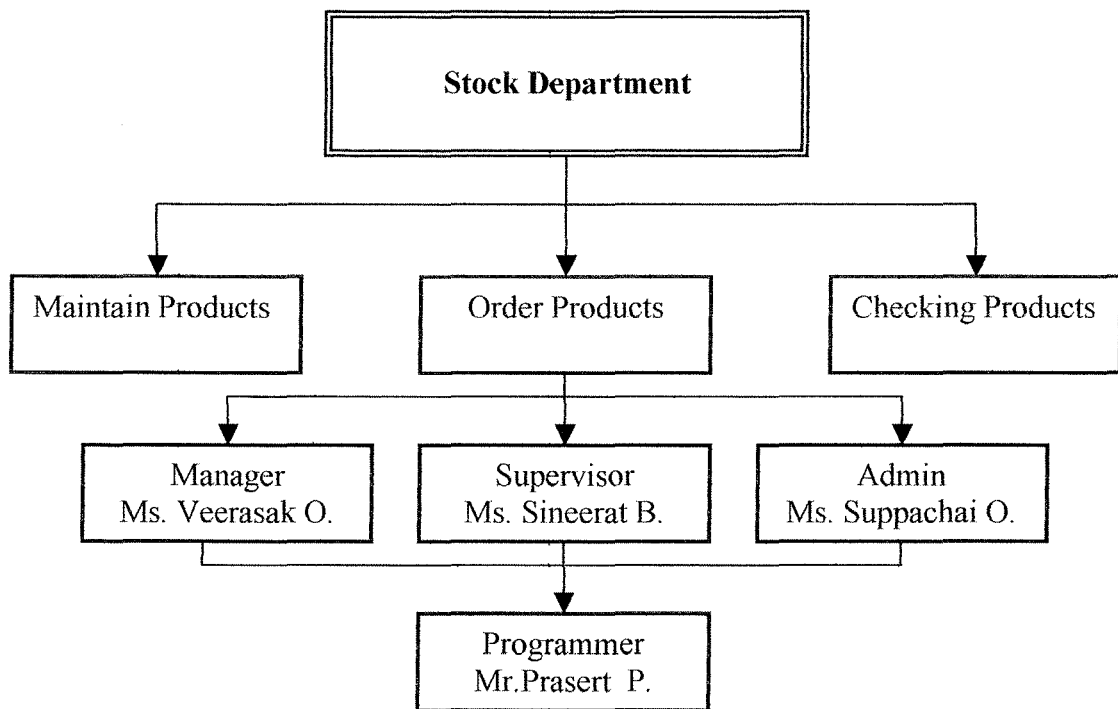 Stock Department
Maintain Products
Order Products
Checking Products
Manager
Ms. Veerasak O.
Supervisor
Ms. Sineerat B.
Admin
Ms. Suppachai O.
Programmer
Mr.Prasert P.